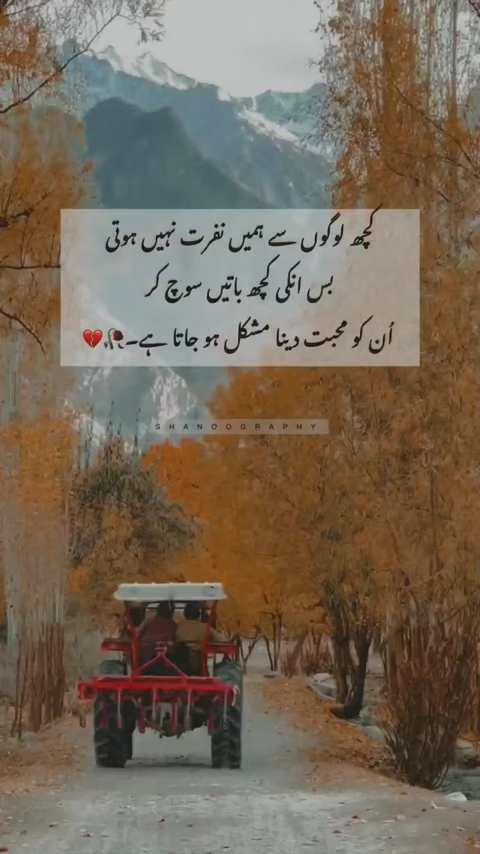 کچھ لوگوں سے ہمیں نفرت نہیں ہوتی
بس انکی کچھ باتیں سوچ کر
اُن کو محبت دینا مشکل ہو جاتا ہے۔🥀💔
SHANOOGRAPHY